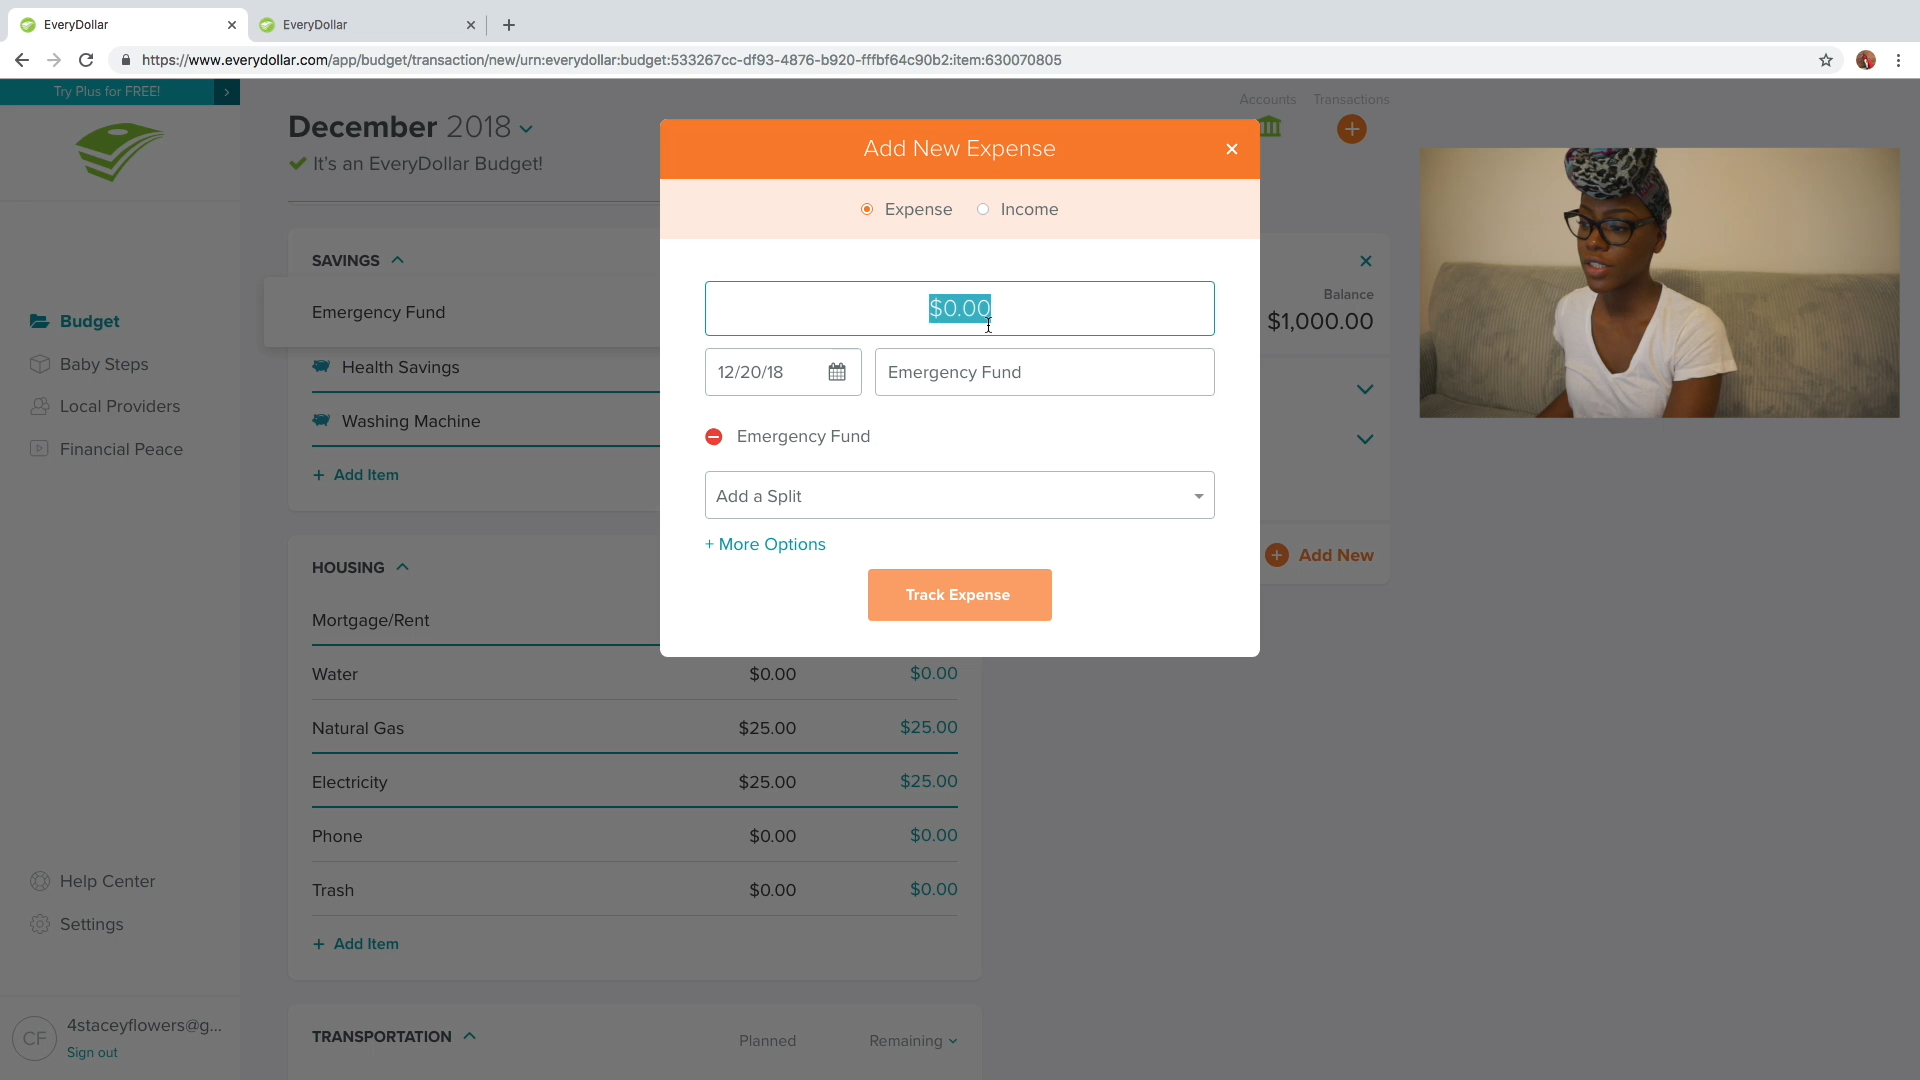 EveryDollar
EveryDollar
https://www.everydollar.com/app/budget/transaction/new/urn:everydollar:budget:533267cc-df93-4876-b920-fffbf64c90b2:item:630070805
Try Plus for FREE!
Budget
Baby Steps
Local Providers
Financial Peace
Help Center
Settings
CF
4staceyflowers@g...
Sign out
December 2018
It's an EveryDollar Budget!
Accounts Transactions
SAVINGS
Emergency Fund
Health Savings
Washing Machine
+ Add Item
HOUSING
Mortgage/Rent
Water $0.00 $0.00
Natural Gas $25.00 $25.00
Electricity $25.00 $25.00
Phone $0.00 $0.00
Trash $0.00 $0.00
+ Add Item
TRANSPORTATION Planned Remaining
Add New Expense
Expense Income
$0.00
12/20/18 Emergency Fund
Emergency Fund
Add a Split
+ More Options
Track Expense
Balance
$1,000.00
Add New